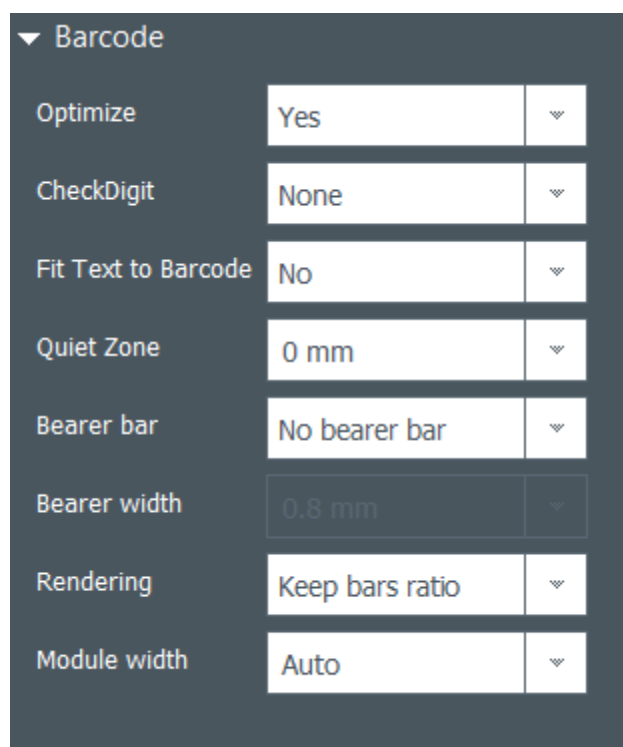 Barcode
Optimize Yes
CheckDigit None
Fit Text to Barcode No
Quiet Zone 0 mm
Bearer bar No bearer bar
Bearer width 0.8 mm
Rendering Keep bars ratio
Module width Auto